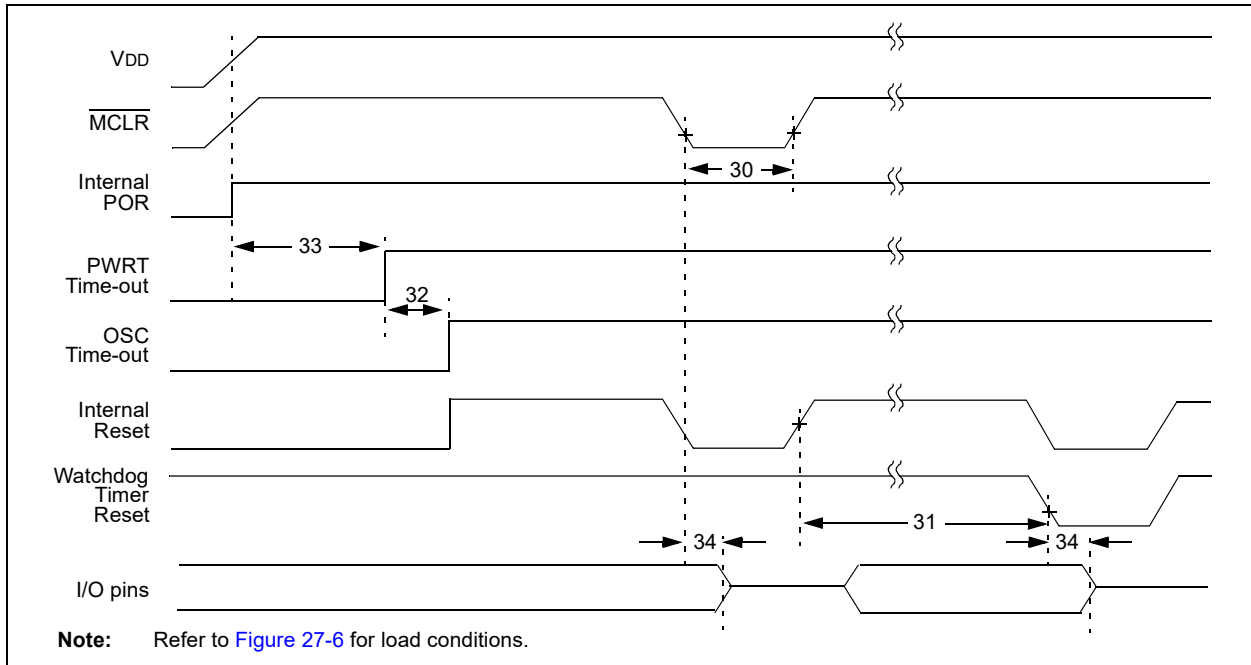 VDD
MCLR
Internal
POR
PWRT
Time-out
OSC
Time-out
Internal
Reset
Watchdog
Timer
Reset
I/O pins
30
33
32
31
34
34
Note: Refer to Figure 27-6 for load conditions.